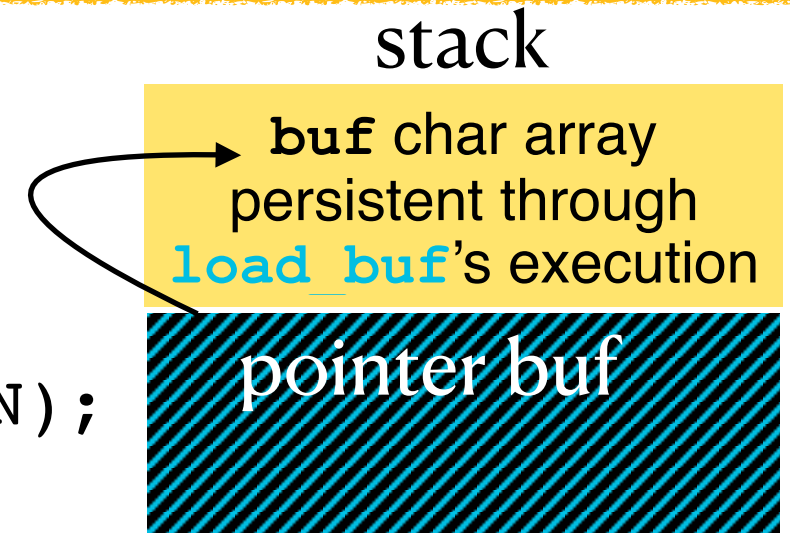 stack
buf char array
persistent through
load_buf’s execution
pointer buf
N);